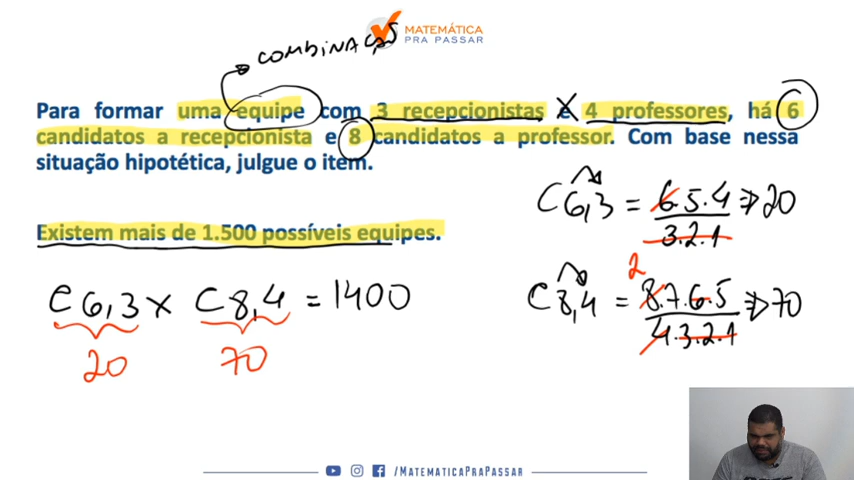 MATEMÁTICA
PRA PASSAR
COMBINAÇÃO
Para formar uma equipe com 3 recepcionistas e 4 professores, há 6
candidatos a recepcionista e 8 candidatos a professor. Com base nessa
situação hipotética, julgue o item.
Existem mais de 1.500 possíveis equipes.
C6,3 = 6.5.4 ⇒ 20
3.2.1
2
C8,4 = 8.7.6.5 ⇒ 70
4.3.2.1
C6,3 x C8,4 = 1400
20 70
/MATEMATICAPRAPASSAR